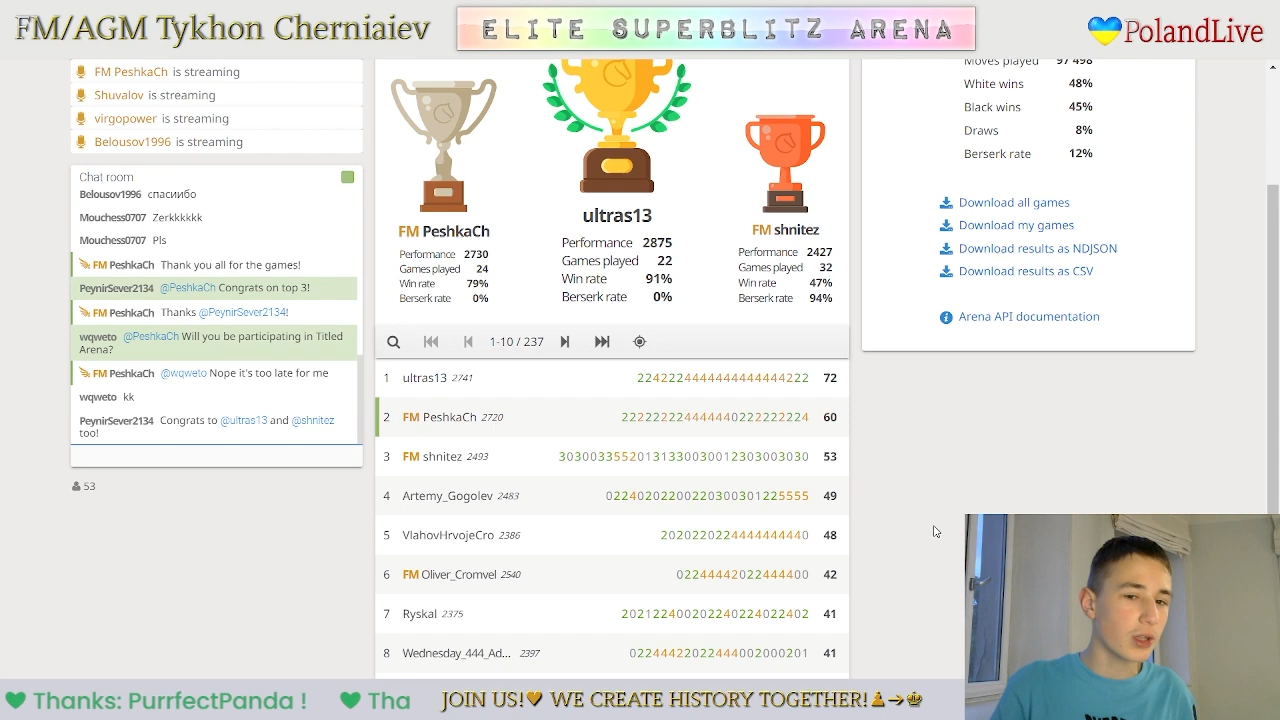 FM/AGM Tykhon Cherniaiev
ELITE SUPERBLITZ ARENA
PolandLive
FM PeshkaCh is streaming
Shuvalov is streaming
virgopower is streaming
Belousov1996 is streaming
Chat room
Belousov1996 спасиибо
Mouchess0707 Zerkkkkkk
Mouchess0707 Pls
FM PeshkaCh Thank you all for the games!
PeynirSever2134 @PeshkaCh Congrats on top 3!
FM PeshkaCh Thanks @PeynirSever2134!
wqweto @PeshkaCh Will you be participating in Titled
Arena?
FM PeshkaCh @wqweto Nope it's too late for me
wqweto kk
PeynirSever2134 Congrats to @ultras13 and @shnitez
too!
53
FM PeshkaCh
Performance 2730
Games played 24
Win rate 79%
Berserk rate 0%
ultras13
Performance 2875
Games played 22
Win rate 91%
Berserk rate 0%
FM shnitez
Performance 2427
Games played 32
Win rate 47%
Berserk rate 94%
1-10 / 237
1 ultras13 2741 2242224444444444444222 72
2 FM PeshkaCh 2720 222222224444440222222224 60
3 FM shnitez 2493 30300335520131330030012303003030 53
4 Artemy_Gogolev 2483 02240202200220300301225555 49
5 VlahovHrvojeCro 2386 2020220224444444440 48
6 FM Oliver_Cromvel 2540 02244442022444400 42
7 Ryskal 2375 202122400202240224022402 41
8 Wednesday_444_Ad... 2397 02244422022444002000201 41
Moves played 97 498
White wins 48%
Black wins 45%
Draws 8%
Berserk rate 12%
Download all games
Download my games
Download results as NDJSON
Download results as CSV
Arena API documentation
Thanks: PurrfectPanda !
Tha
JOIN US! WE CREATE HISTORY TOGETHER!